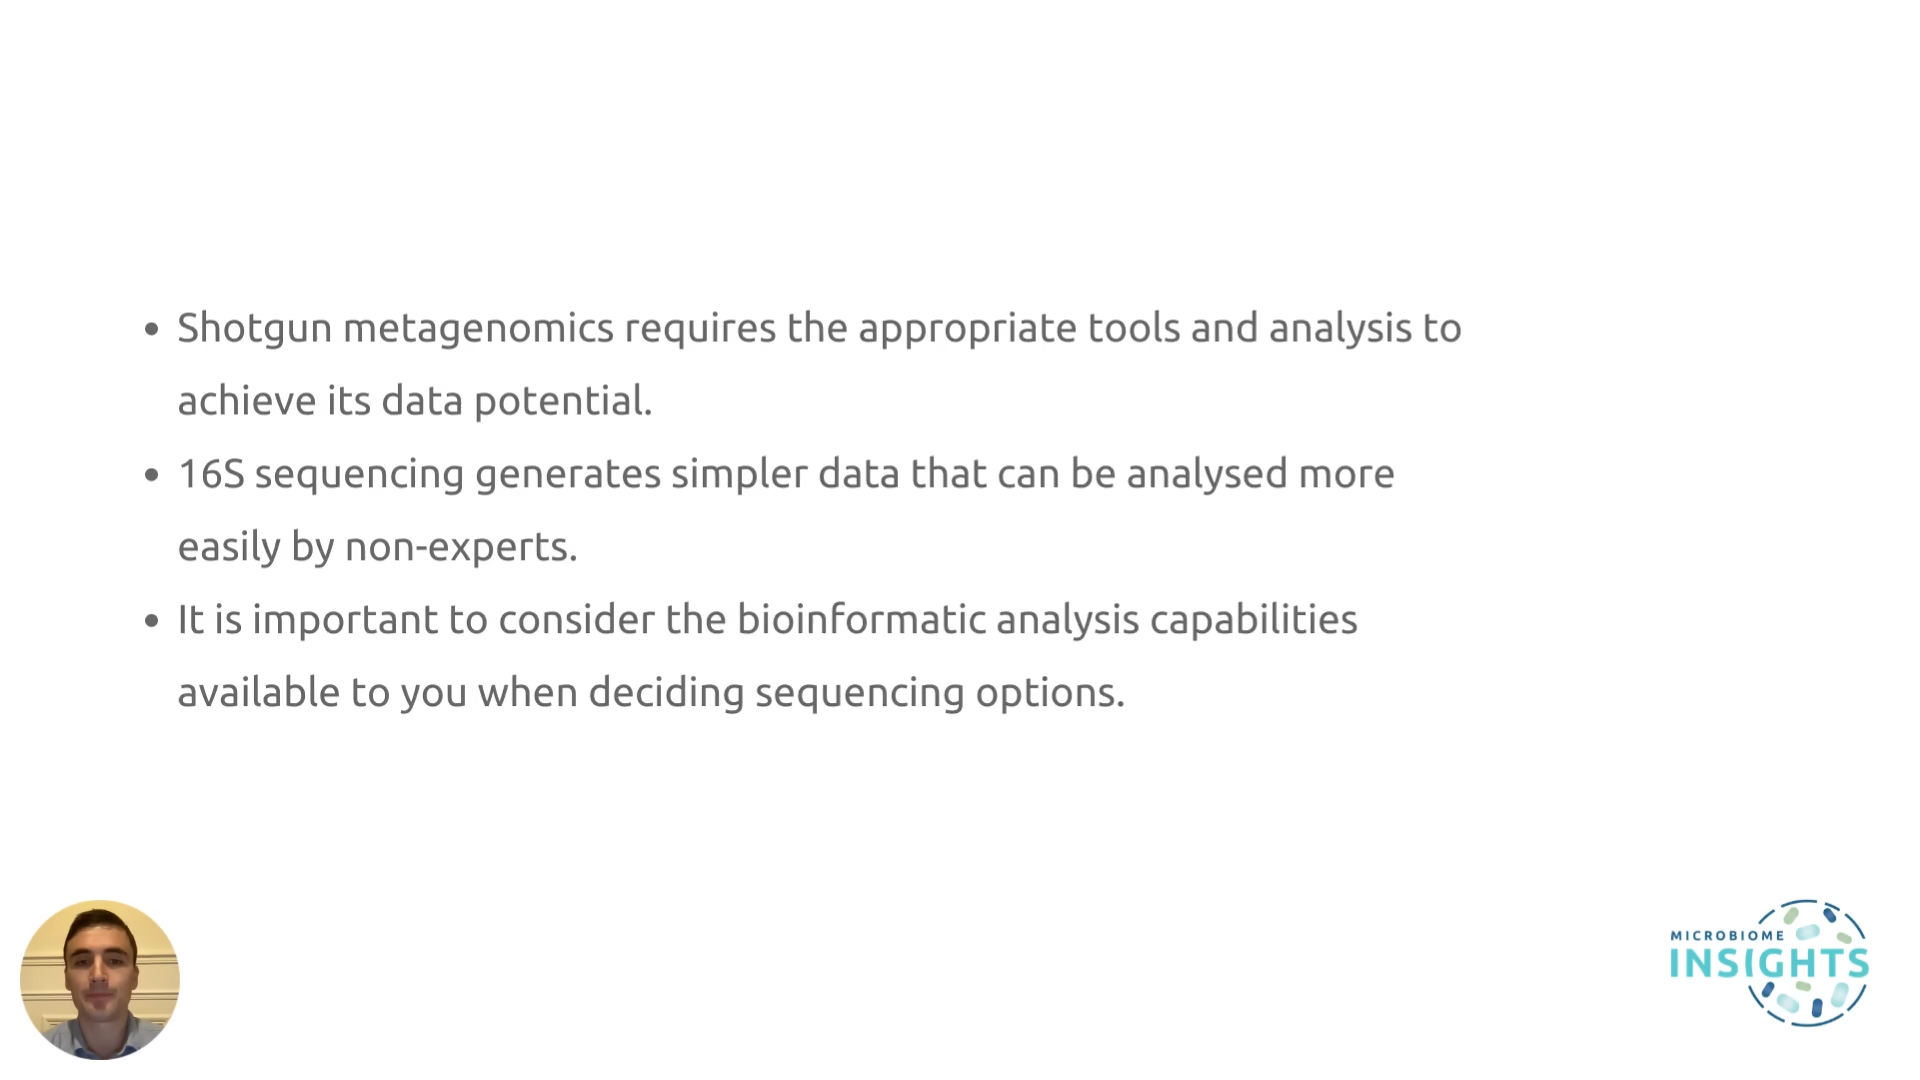 • Shotgun metagenomics requires the appropriate tools and analysis to
achieve its data potential.
• 16S sequencing generates simpler data that can be analysed more
easily by non-experts.
• It is important to consider the bioinformatic analysis capabilities
available to you when deciding sequencing options.
MICROBIOME
INSIGHTS